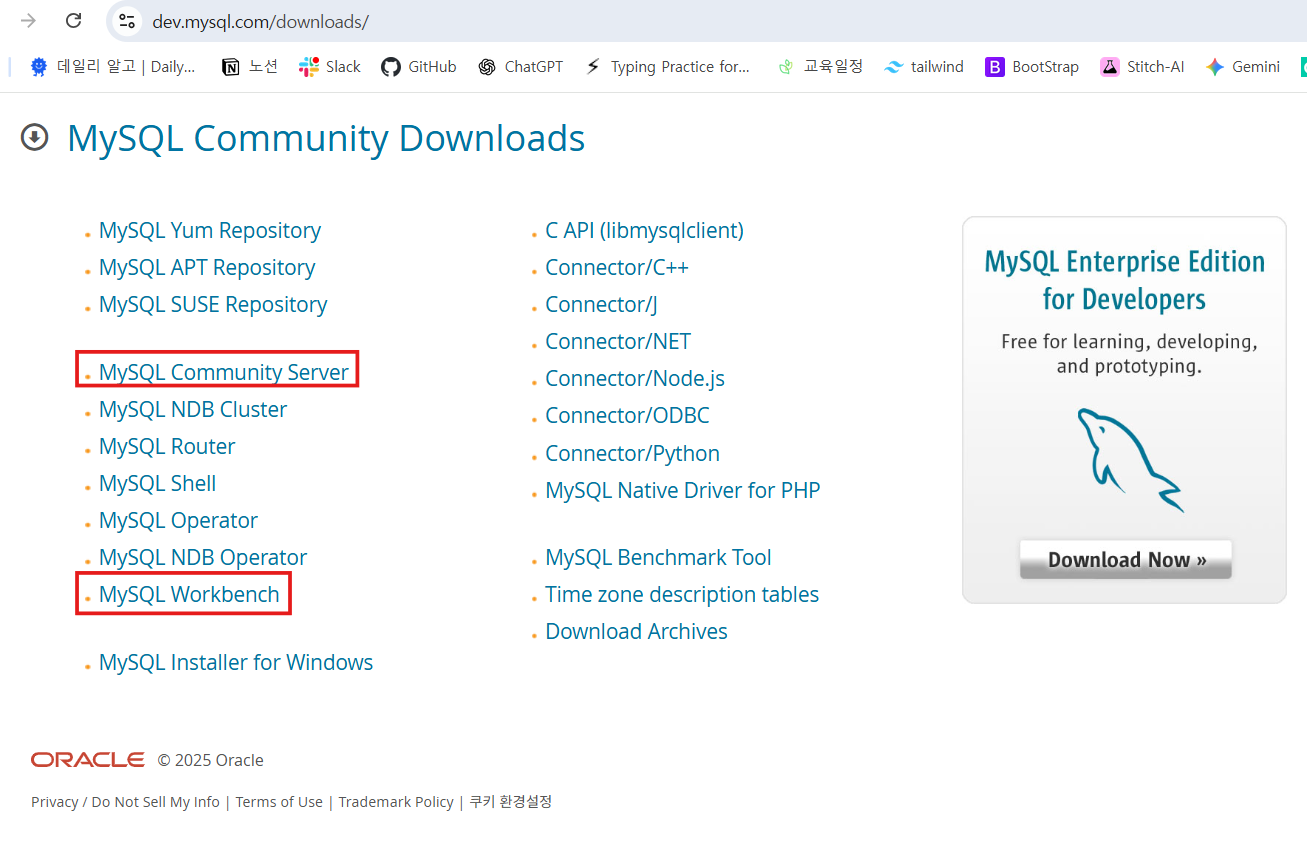 dev.mysql.com/downloads/
데일리 알고 | Daily... 노션 Slack GitHub ChatGPT Typing Practice for... 교육일정 tailwind B BootStrap Stitch-AI Gemini
MySQL Community Downloads
MySQL Yum Repository
MySQL APT Repository
MySQL SUSE Repository
MySQL Community Server
MySQL NDB Cluster
MySQL Router
MySQL Shell
MySQL Operator
MySQL NDB Operator
MySQL Workbench
MySQL Installer for Windows
C API (libmysqlclient)
Connector/C++
Connector/J
Connector/NET
Connector/Node.js
Connector/ODBC
Connector/Python
MySQL Native Driver for PHP
MySQL Benchmark Tool
Time zone description tables
Download Archives
MySQL Enterprise Edition
for Developers
Free for learning, developing,
and prototyping.
Download Now »
ORACLE © 2025 Oracle
Privacy / Do Not Sell My Info | Terms of Use | Trademark Policy | 쿠키 환경설정